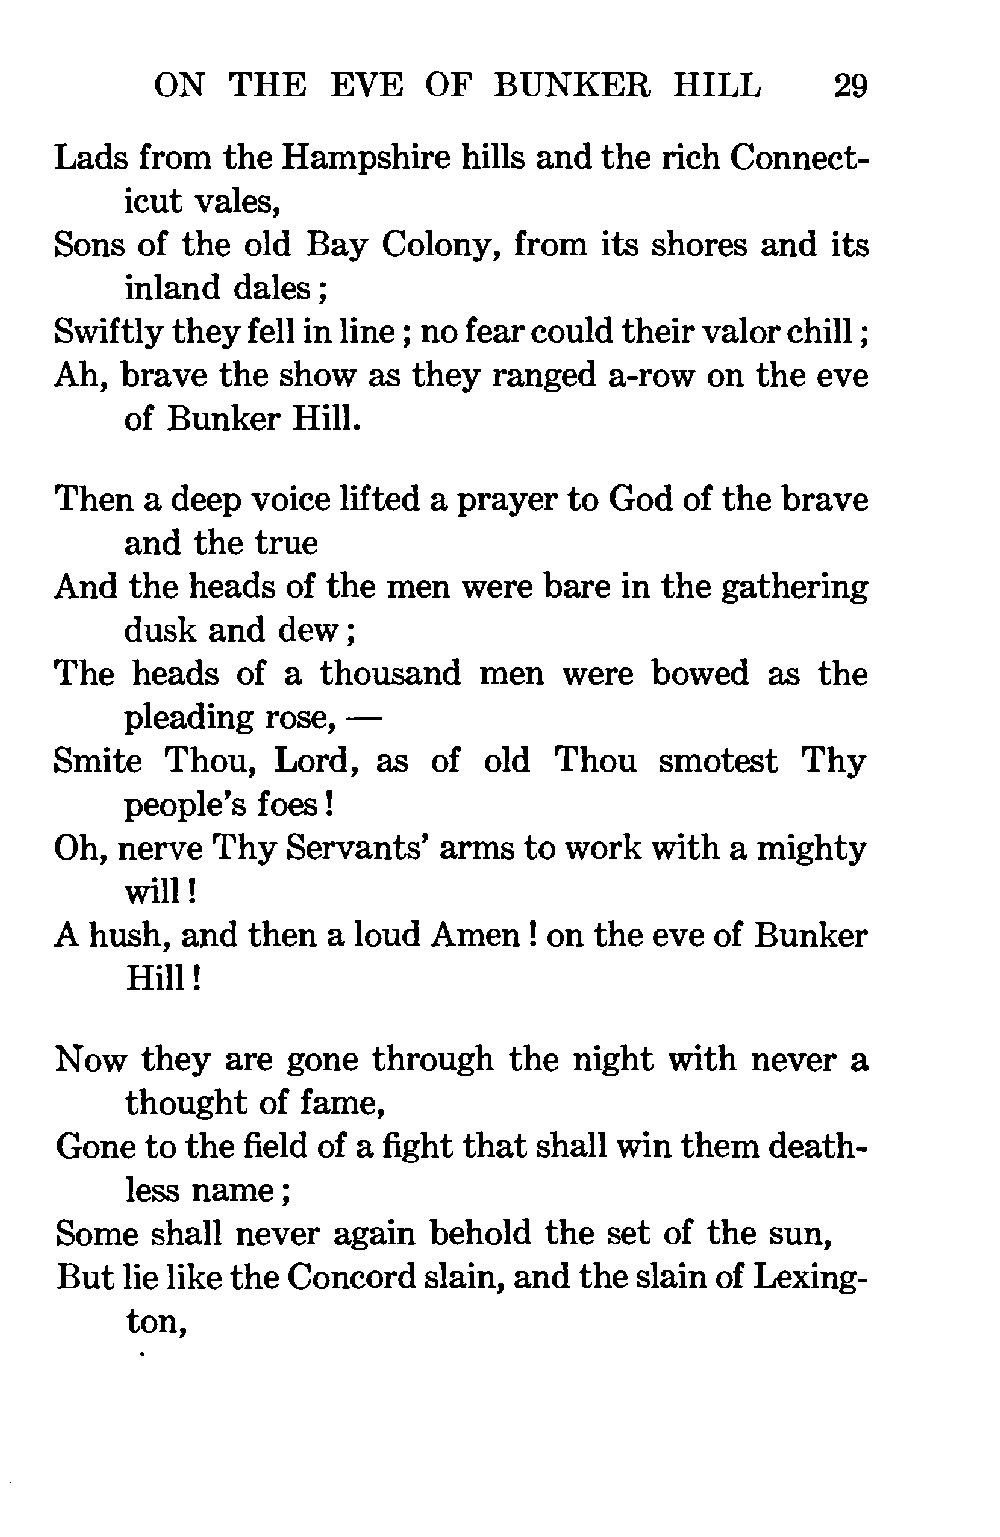 ON THE EVE OF BUNKER HILL 29
Lads from the Hampshire hills and the rich Connect-
icut vales,
Sons of the old Bay Colony, from its shores and its
inland dales ;
Swiftly they fell in line ; no fear could their valor chill ;
Ah, brave the show as they ranged a-row on the eve
of Bunker Hill.

Then a deep voice lifted a prayer to God of the brave
and the true
And the heads of the men were bare in the gathering
dusk and dew ;
The heads of a thousand men were bowed as the
pleading rose, —
Smite Thou, Lord, as of old Thou smotest Thy
people's foes !
Oh, nerve Thy Servants' arms to work with a mighty
will !
A hush, and then a loud Amen ! on the eve of Bunker
Hill !

Now they are gone through the night with never a
thought of fame,
Gone to the field of a fight that shall win them death-
less name ;
Some shall never again behold the set of the sun,
But lie like the Concord slain, and the slain of Lexing-
ton,